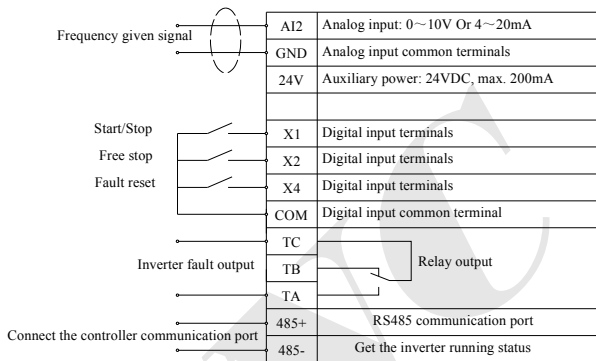 Frequency given signal
AI2 Analog input: 0~10V Or 4~20mA
GND Analog input common terminals
24V Auxiliary power: 24VDC, max. 200mA
Start/Stop X1 Digital input terminals
Free stop X2 Digital input terminals
Fault reset X4 Digital input terminals
COM Digital input common terminal
TC
Inverter fault output TB Relay output
TA
Connect the controller communication port
485+ RS485 communication port
485- Get the inverter running status